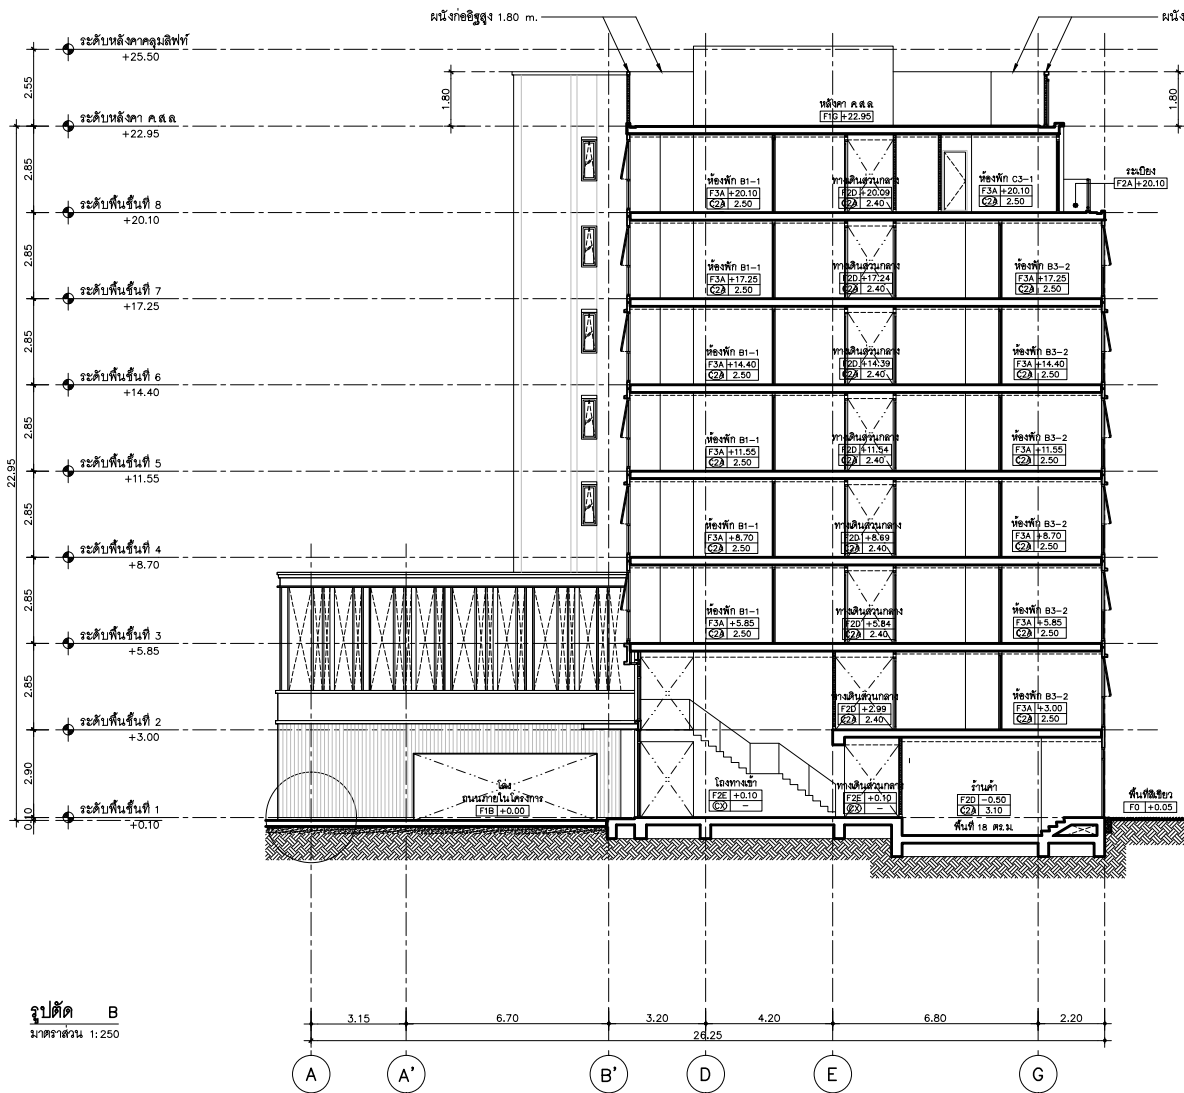 ผนังก่ออิฐสูง 1.80 m.
ผนัง
ระดับหลังคาคลุมลิฟท์
+25.50
2.55
1.80
1.80
ระดับหลังคา ค.ส.ล.
+22.95
หลังคา ค.ส.ล.
F1G +22.95
2.85
ห้องพัก B1-1
F3A +20.10
C2A 2.50
ทางเดินส่วนกลาง
F2D +20.09
C2A 2.40
ห้องพัก C3-1
F3A +20.10
C2A 2.50
ระเบียง
F2A +20.10
ระดับพื้นชั้นที่ 8
+20.10
2.85
ห้องพัก B1-1
F3A +17.25
C2A 2.50
ทางเดินส่วนกลาง
F2D +17.24
C2A 2.40
ห้องพัก B3-2
F3A +17.25
C2A 2.50
ระดับพื้นชั้นที่ 7
+17.25
2.85
ห้องพัก B1-1
F3A +14.40
C2A 2.50
ทางเดินส่วนกลาง
F2D +14.39
C2A 2.40
ห้องพัก B3-2
F3A +14.40
C2A 2.50
ระดับพื้นชั้นที่ 6
+14.40
2.85
22.95
ห้องพัก B1-1
F3A +11.55
C2A 2.50
ทางเดินส่วนกลาง
F2D +11.54
C2A 2.40
ห้องพัก B3-2
F3A +11.55
C2A 2.50
ระดับพื้นชั้นที่ 5
+11.55
2.85
ห้องพัก B1-1
F3A +8.70
C2A 2.50
ทางเดินส่วนกลาง
F2D +8.69
C2A 2.40
ห้องพัก B3-2
F3A +8.70
C2A 2.50
ระดับพื้นชั้นที่ 4
+8.70
2.85
ห้องพัก B1-1
F3A +5.85
C2A 2.50
ทางเดินส่วนกลาง
F2D +5.84
C2A 2.40
ห้องพัก B3-2
F3A +5.85
C2A 2.50
ระดับพื้นชั้นที่ 3
+5.85
2.85
ทางเดินส่วนกลาง
F2D +2.99
C2A 2.40
ห้องพัก B3-2
F3A +3.00
C2A 2.50
ระดับพื้นชั้นที่ 2
+3.00
2.90
โล่ง
ถนนภายในโครงการ
F1B +0.00
โถงทางเข้า
F2E +0.10
CX -
ทางเดินส่วนกลาง
F2E +0.10
CX -
ร้านค้า
F2D -0.50
C2A 3.10
พื้นที่ 18 ตร.ม.
พื้นที่สีเขียว
F0 +0.05
ระดับพื้นชั้นที่ 1
+0.10
0.10
รูปตัด B
มาตราส่วน 1:250
3.15 6.70 3.20 4.20 6.80 2.20
26.25
A A' B' D E G